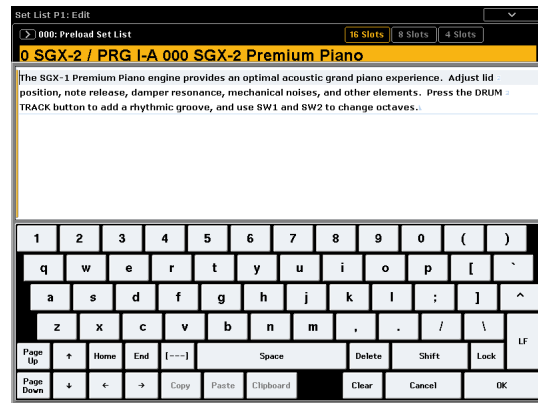 Set List P1: Edit
000: Preload Set List
16 Slots 8 Slots 4 Slots
0 SGX-2 / PRG I-A 000 SGX-2 Premium Piano
The SGX-1 Premium Piano engine provides an optimal acoustic grand piano experience. Adjust lid
position, note release, damper resonance, mechanical noises, and other elements. Press the DRUM
TRACK button to add a rhythmic groove, and use SW1 and SW2 to change octaves.
1 2 3 4 5 6 7 8 9 0 ( )
q w e r t y u i o p [ `
a s d f g h j k l ; ] ^
z x c v b n m , . / \ LF
Page Up ↑ Home End [---] Space Delete Shift Lock
Page Down ↓ ← → Copy Paste Clipboard Clear Cancel OK